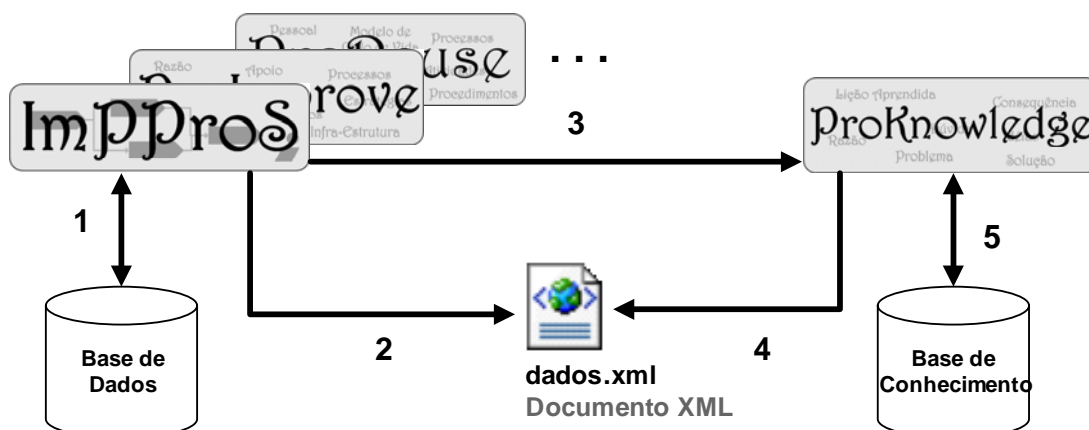 Pessoal Modelo de Processos
use
Procedimentos
. . .
Razão Apoio Processos
rove
Infra-Estrutura
ImPProS
3
Lição Aprendida Consequência
ProKnowledge
Razão
Problema Solução
1
5
2
4
Base de
Dados
dados.xml
Documento XML
Base de
Conhecimento